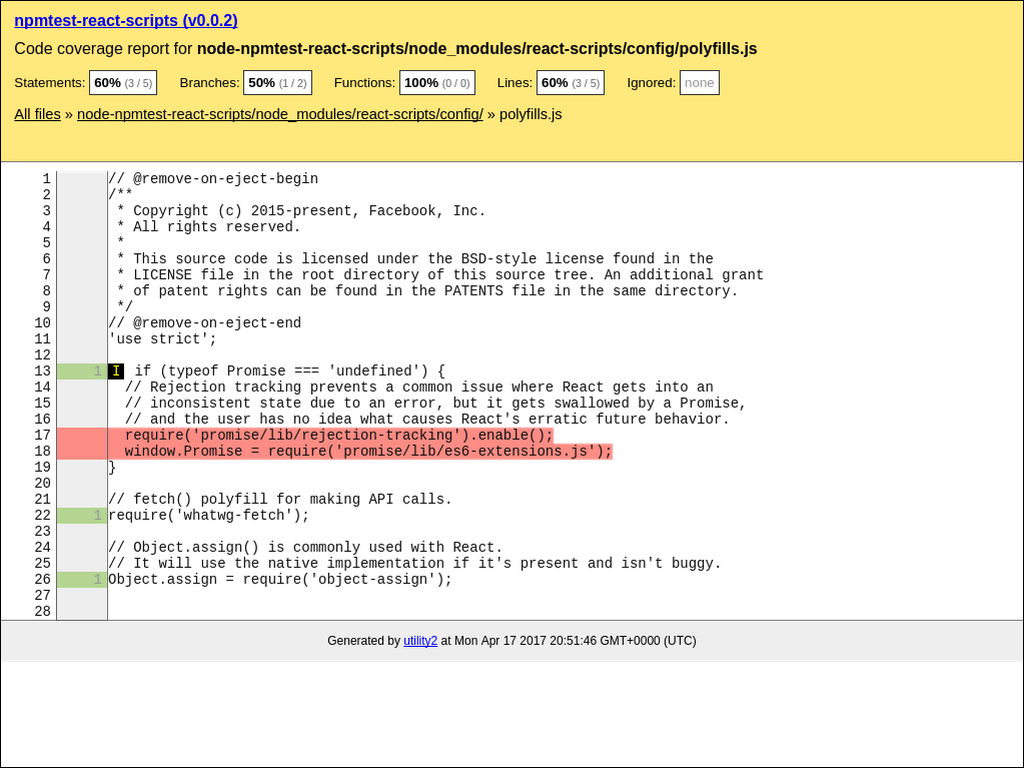 npmtest-react-scripts (v0.0.2)
Code coverage report for node-npmtest-react-scripts/node_modules/react-scripts/config/polyfills.js
Statements: 60% (3 / 5) Branches: 50% (1 / 2) Functions: 100% (0 / 0) Lines: 60% (3 / 5) Ignored: none
All files » node-npmtest-react-scripts/node_modules/react-scripts/config/ » polyfills.js
1 // @remove-on-eject-begin
2 /**
3  * Copyright (c) 2015-present, Facebook, Inc.
4  * All rights reserved.
5  *
6  * This source code is licensed under the BSD-style license found in the
7  * LICENSE file in the root directory of this source tree. An additional grant
8  * of patent rights can be found in the PATENTS file in the same directory.
9  */
10 // @remove-on-eject-end
11 'use strict';
12
13 1 I if (typeof Promise === 'undefined') {
14   // Rejection tracking prevents a common issue where React gets into an
15   // inconsistent state due to an error, but it gets swallowed by a Promise,
16   // and the user has no idea what causes React's erratic future behavior.
17   require('promise/lib/rejection-tracking').enable();
18   window.Promise = require('promise/lib/es6-extensions.js');
19 }
20
21 // fetch() polyfill for making API calls.
22 1 require('whatwg-fetch');
23
24 // Object.assign() is commonly used with React.
25 // It will use the native implementation if it's present and isn't buggy.
26 1 Object.assign = require('object-assign');
27
28
Generated by utility2 at Mon Apr 17 2017 20:51:46 GMT+0000 (UTC)